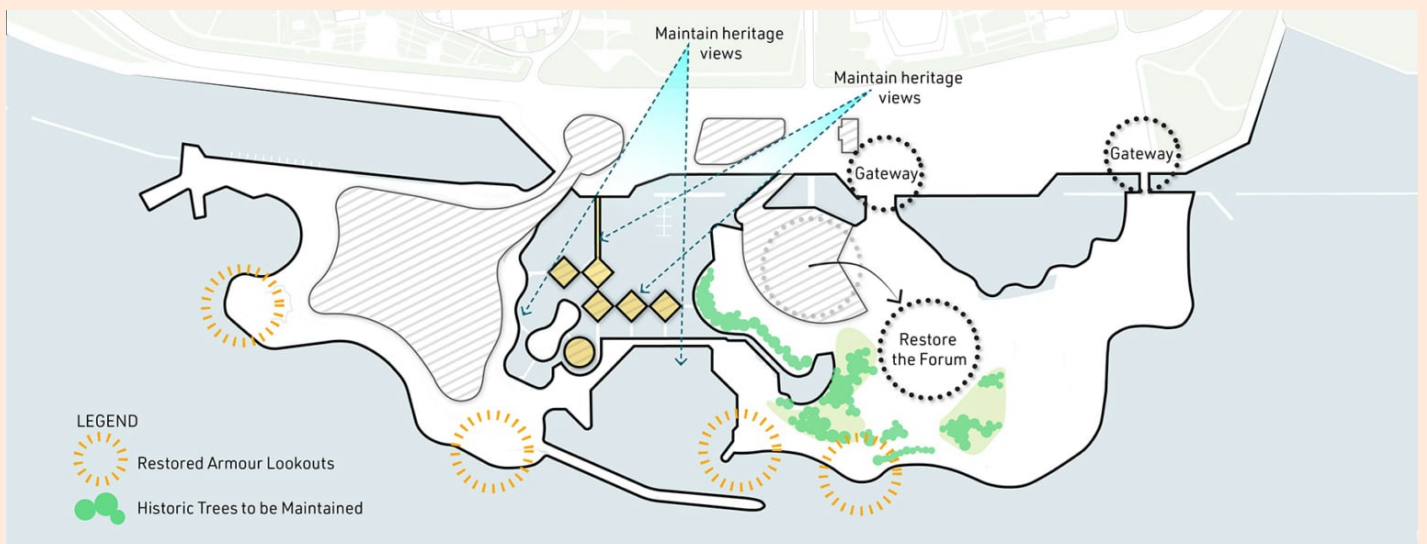 Maintain heritage
views
Maintain heritage
views
Gateway
Gateway
Restore
the Forum
LEGEND
Restored Armour Lookouts
Historic Trees to be Maintained